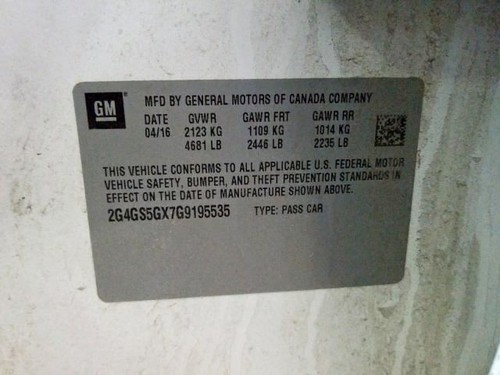 GM
MFD BY GENERAL MOTORS OF CANADA COMPANY
DATE GVWR GAWR FRT GAWR RR
04/16 2123 KG 1109 KG 1014 KG
4681 LB 2446 LB 2235 LB
THIS VEHICLE CONFORMS TO ALL APPLICABLE U.S. FEDERAL MOTOR
VEHICLE SAFETY, BUMPER, AND THEFT PREVENTION STANDARDS IN
EFFECT ON THE DATE OF MANUFACTURE SHOWN ABOVE.
2G4GS5GX7G9195535 TYPE: PASS CAR